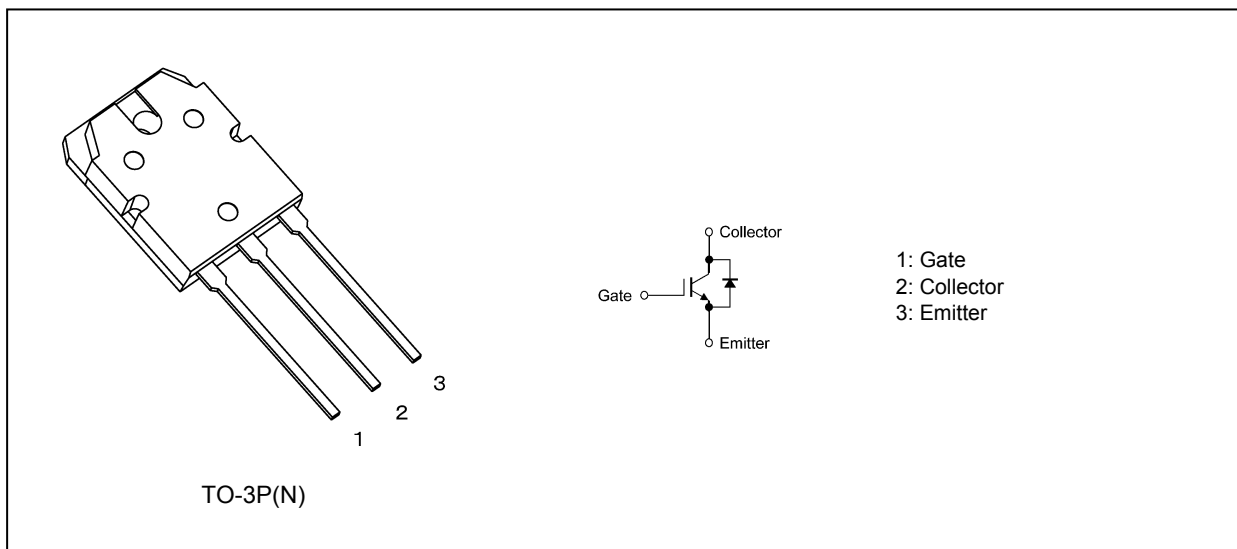 1
2
3
TO-3P(N)
Collector
Gate
Emitter
1: Gate
2: Collector
3: Emitter